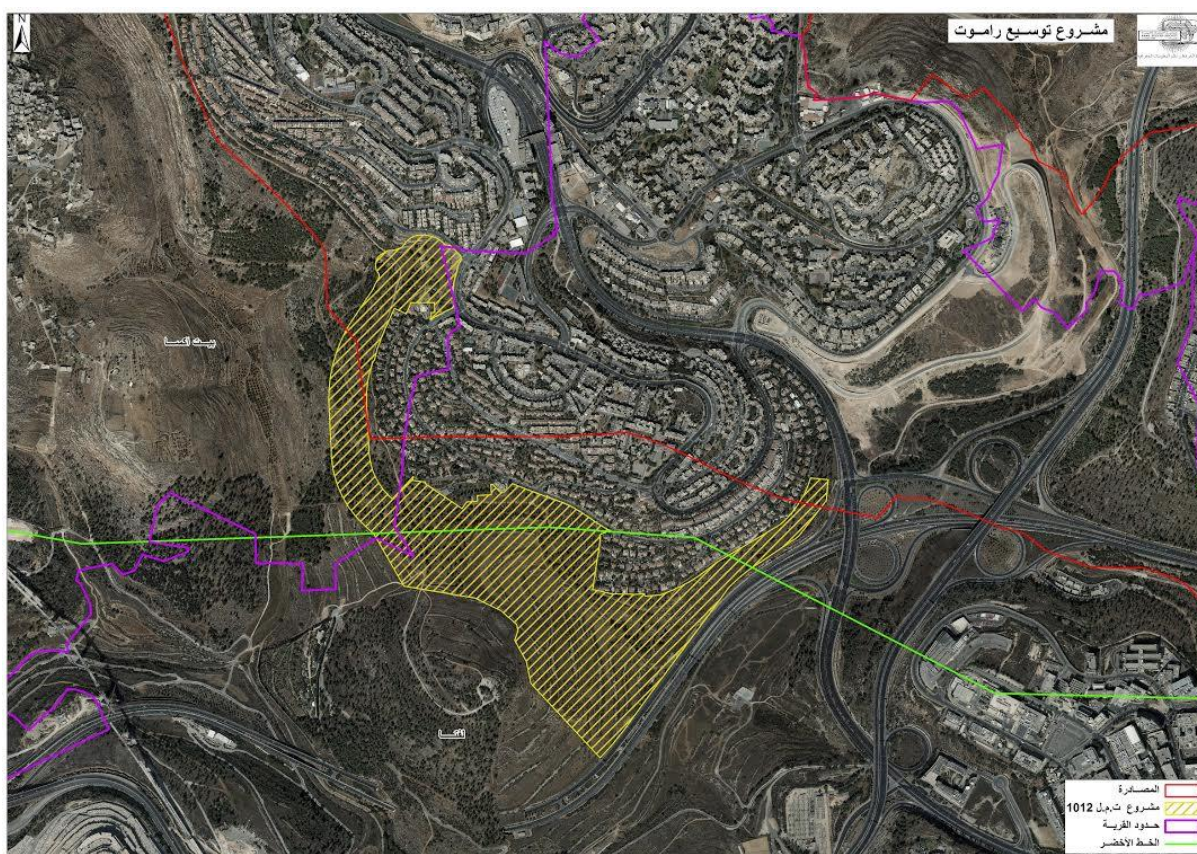 N
مشروع توسيع راموت
بيت اكسا
لفتا
المصادرة
مشروع ت.م.ل 1012
حدود القرية
الخط الأخضر